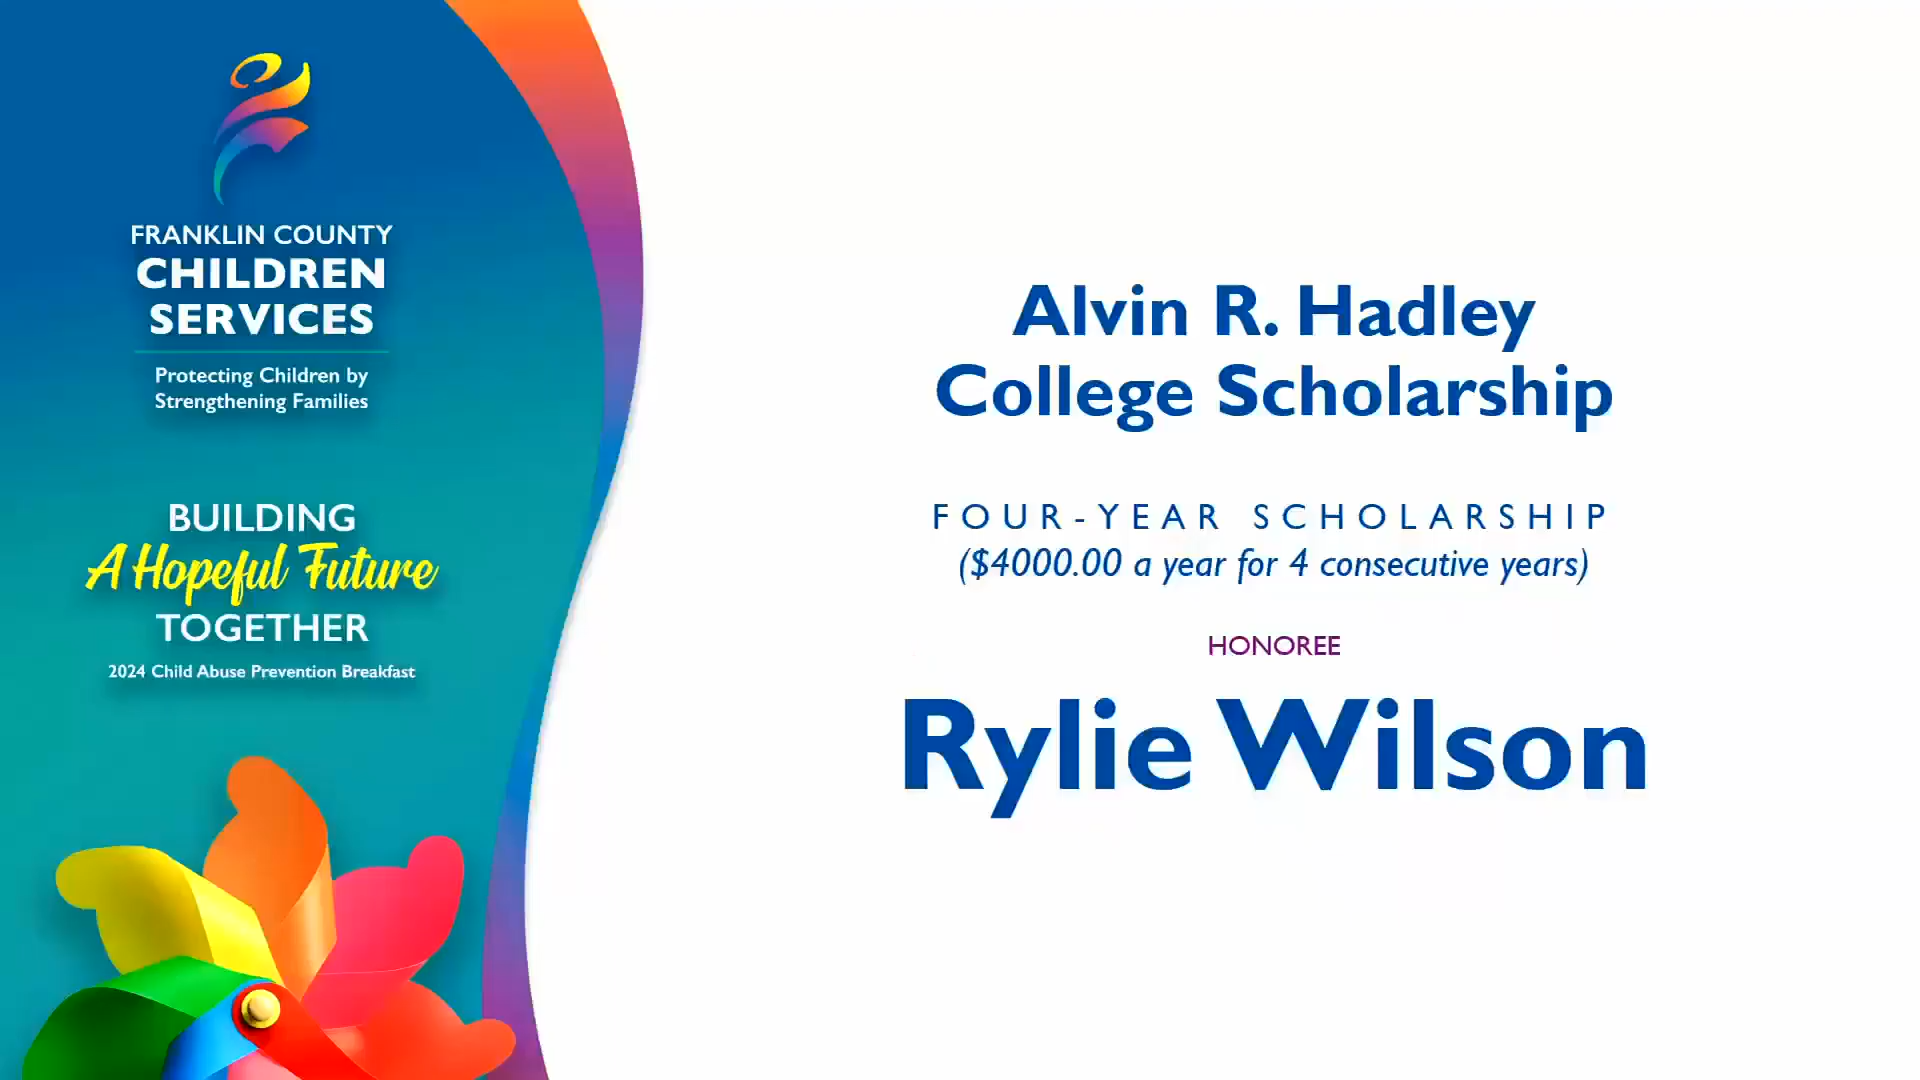 FRANKLIN COUNTY
CHILDREN
SERVICES
Protecting Children by
Strengthening Families
BUILDING
A Hopeful Future
TOGETHER
2024 Child Abuse Prevention Breakfast
Alvin R. Hadley
College Scholarship
FOUR-YEAR SCHOLARSHIP
($4000.00 a year for 4 consecutive years)
HONOREE
Rylie Wilson